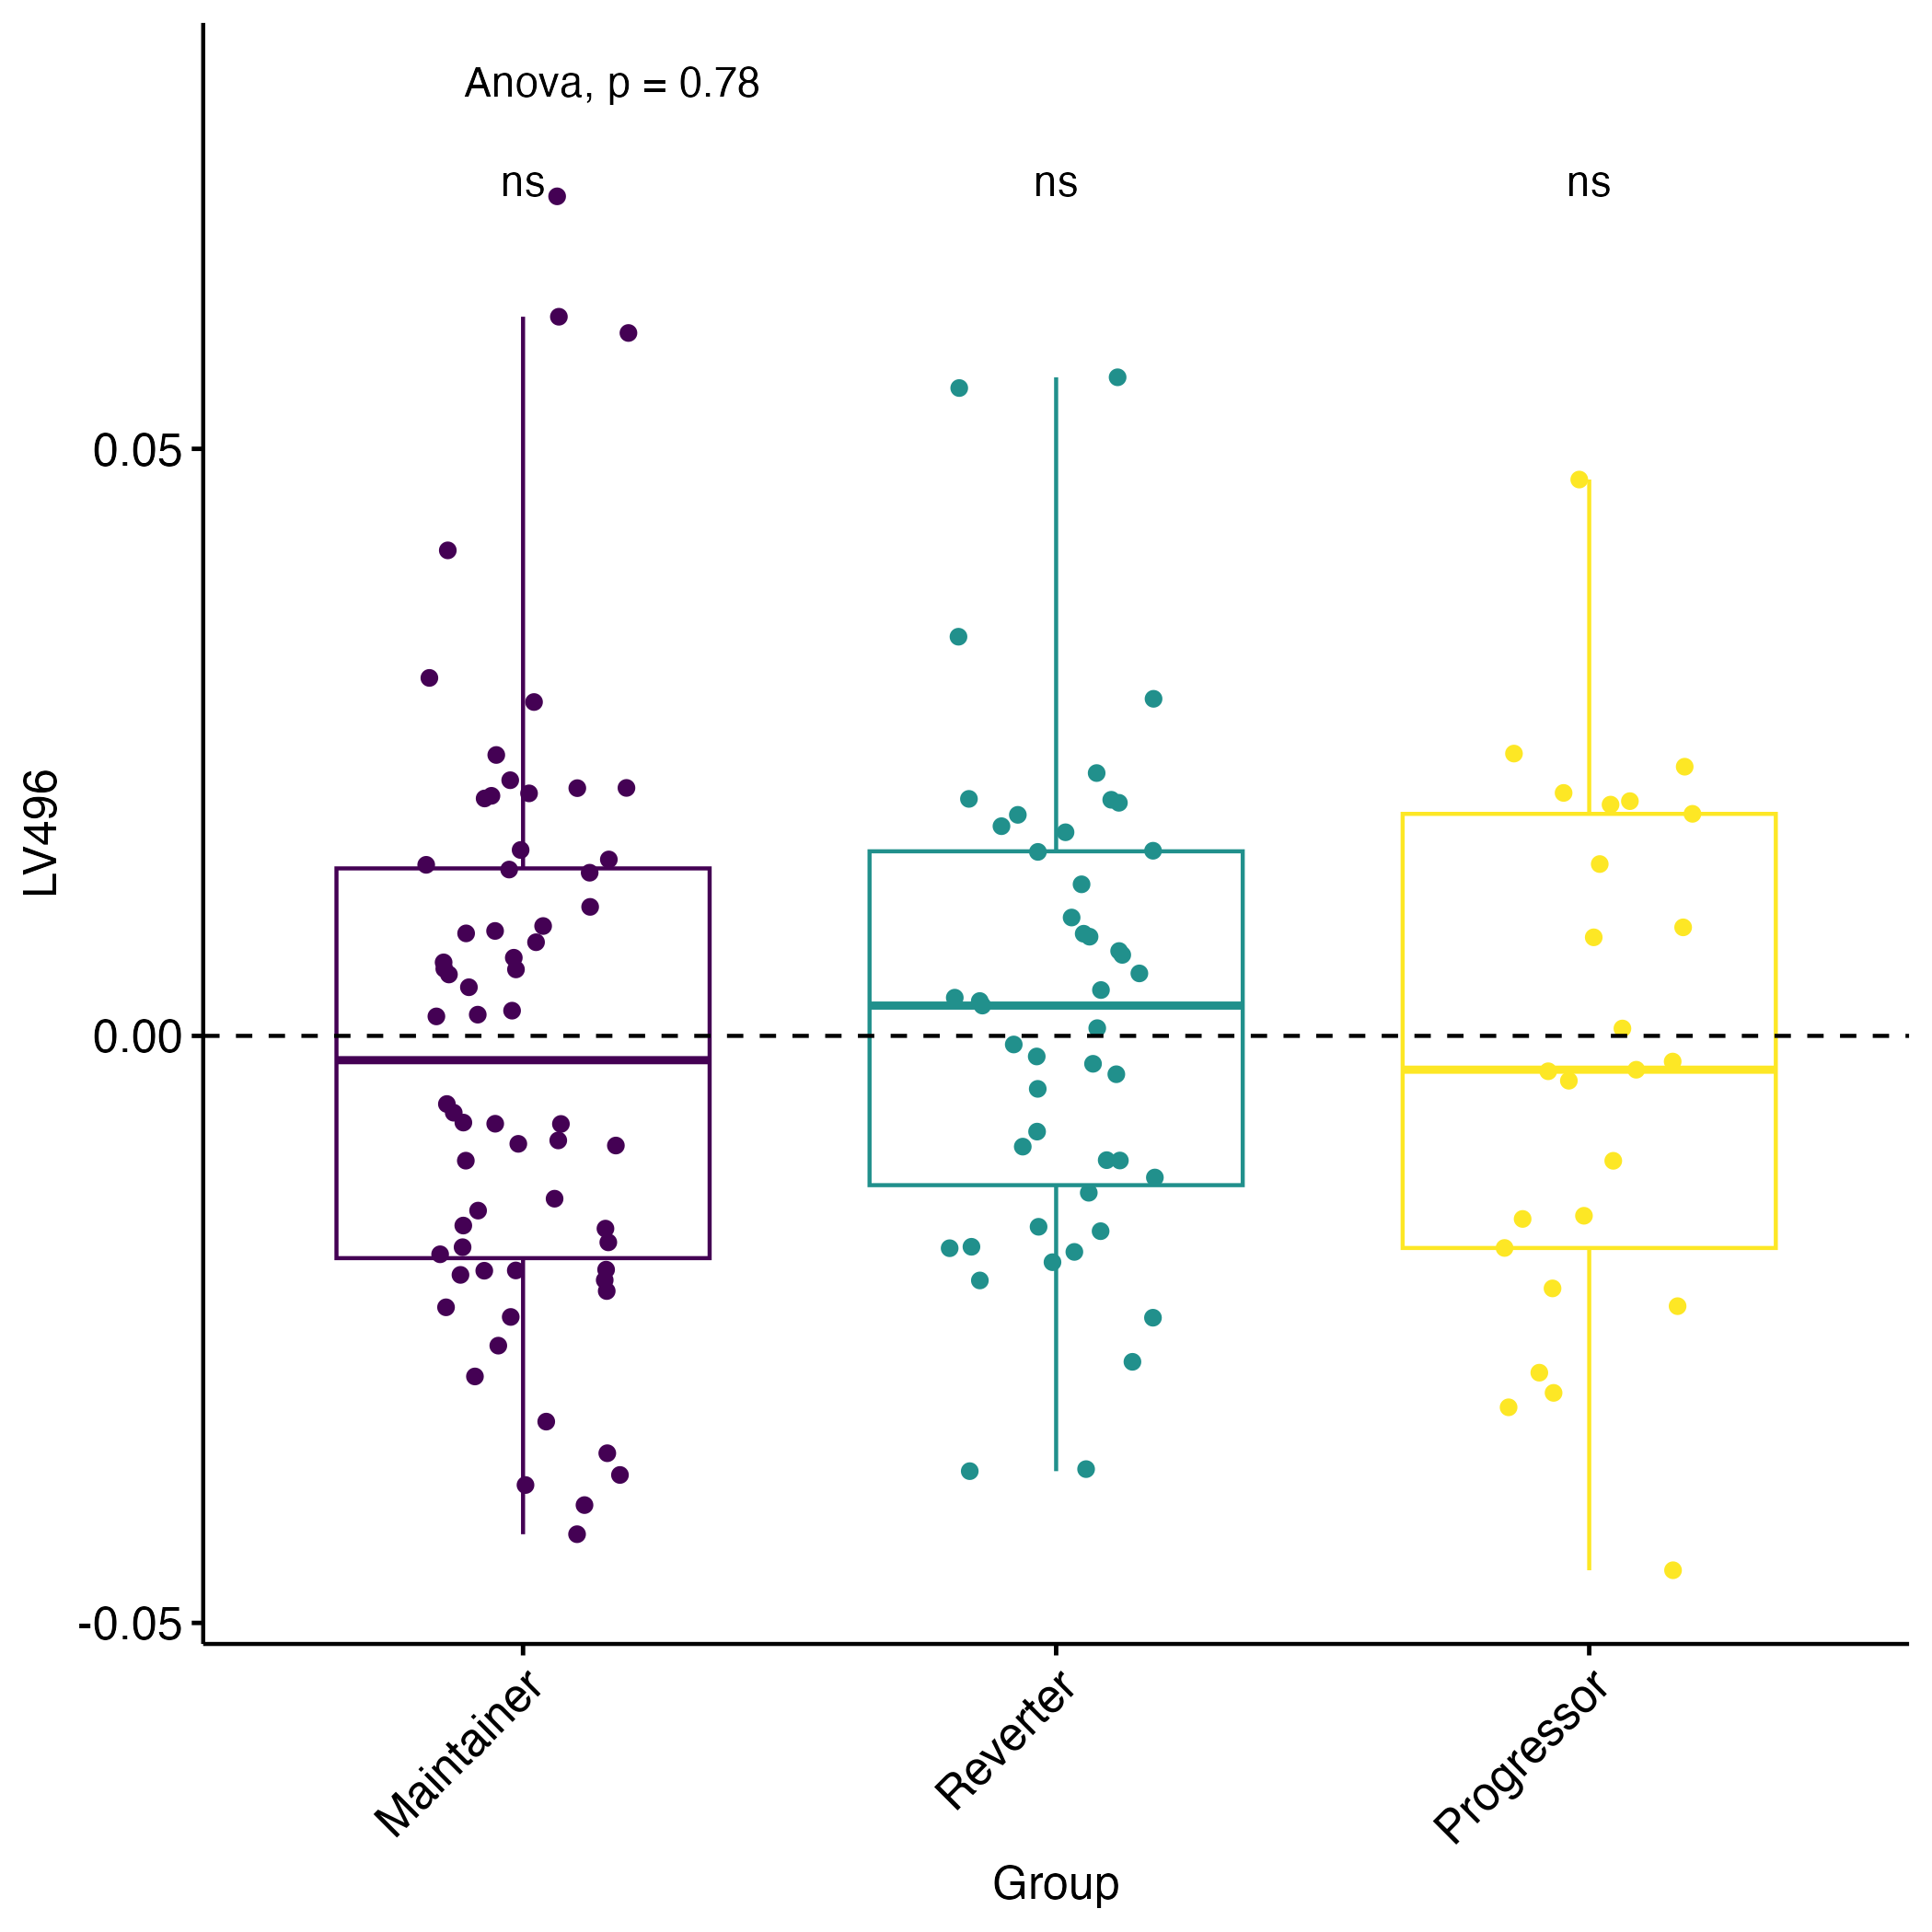 Anova, p = 0.78
ns ns ns
0.05
0.00
-0.05
LV496
Maintainer Reverter Progressor
Group